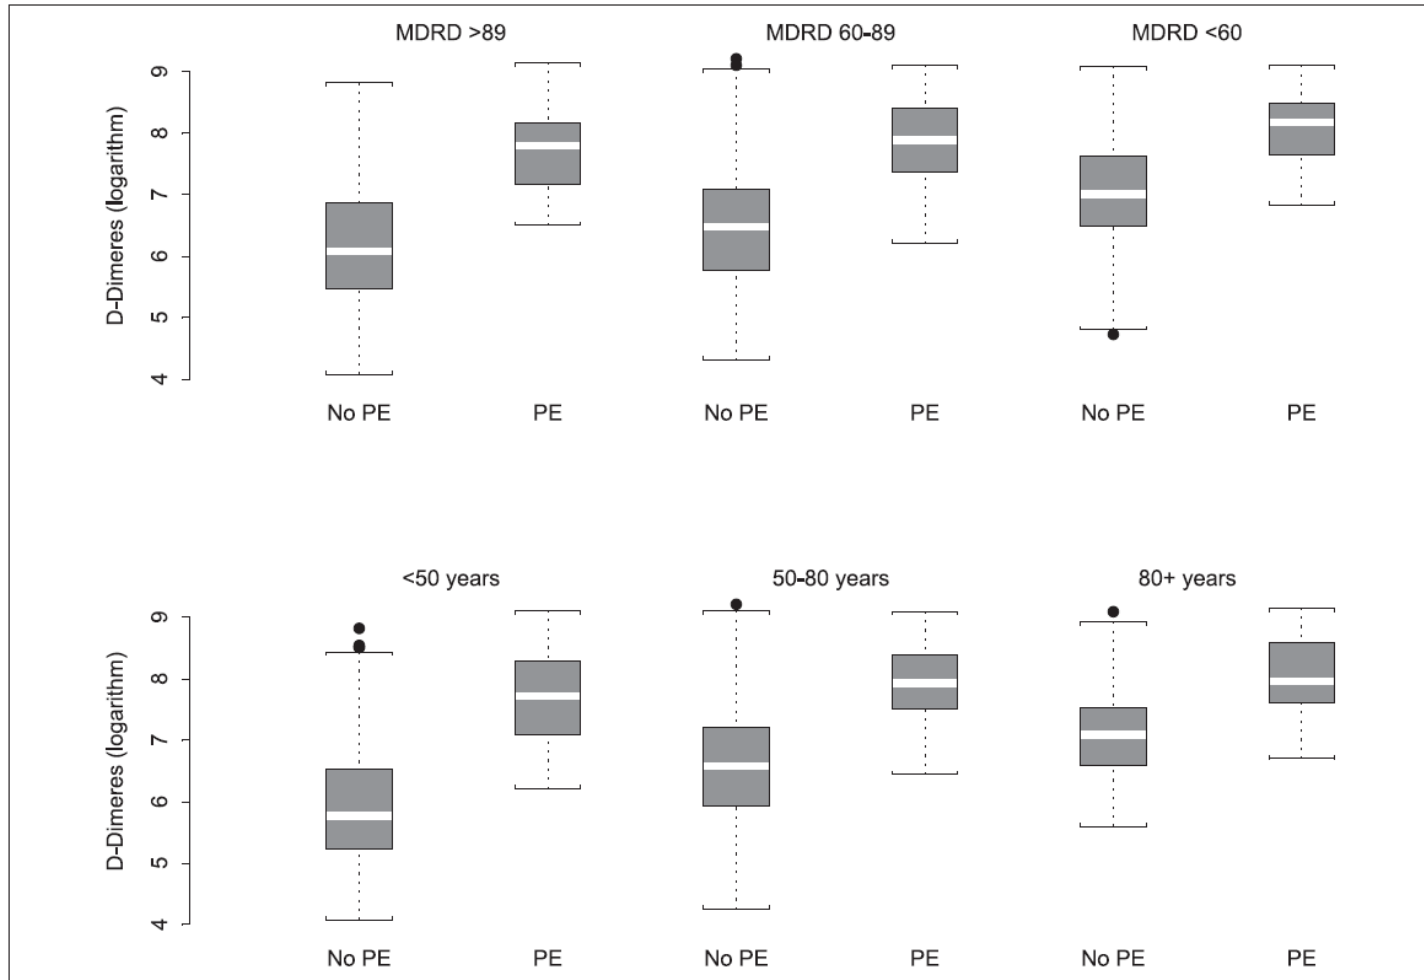 MDRD >89 MDRD 60-89 MDRD <60
D-Dimeres (logarithm)
9
8
7
6
5
4
No PE PE No PE PE No PE PE
<50 years 50-80 years 80+ years
D-Dimeres (logarithm)
9
8
7
6
5
4
No PE PE No PE PE No PE PE